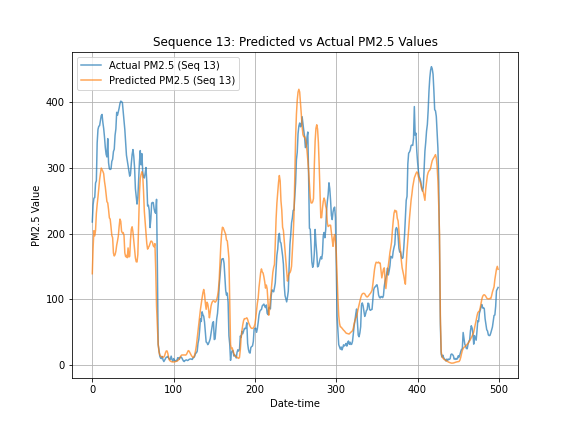 Sequence 13: Predicted vs Actual PM2.5 Values
Actual PM2.5 (Seq 13)
Predicted PM2.5 (Seq 13)
PM2.5 Value
400
300
200
100
0
0 100 200 300 400 500
Date-time